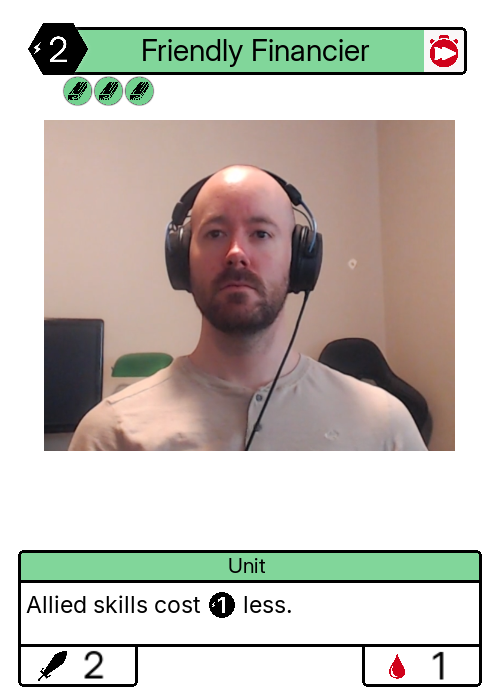 2
Friendly Financier
Unit
Allied skills cost 1 less.
2
1